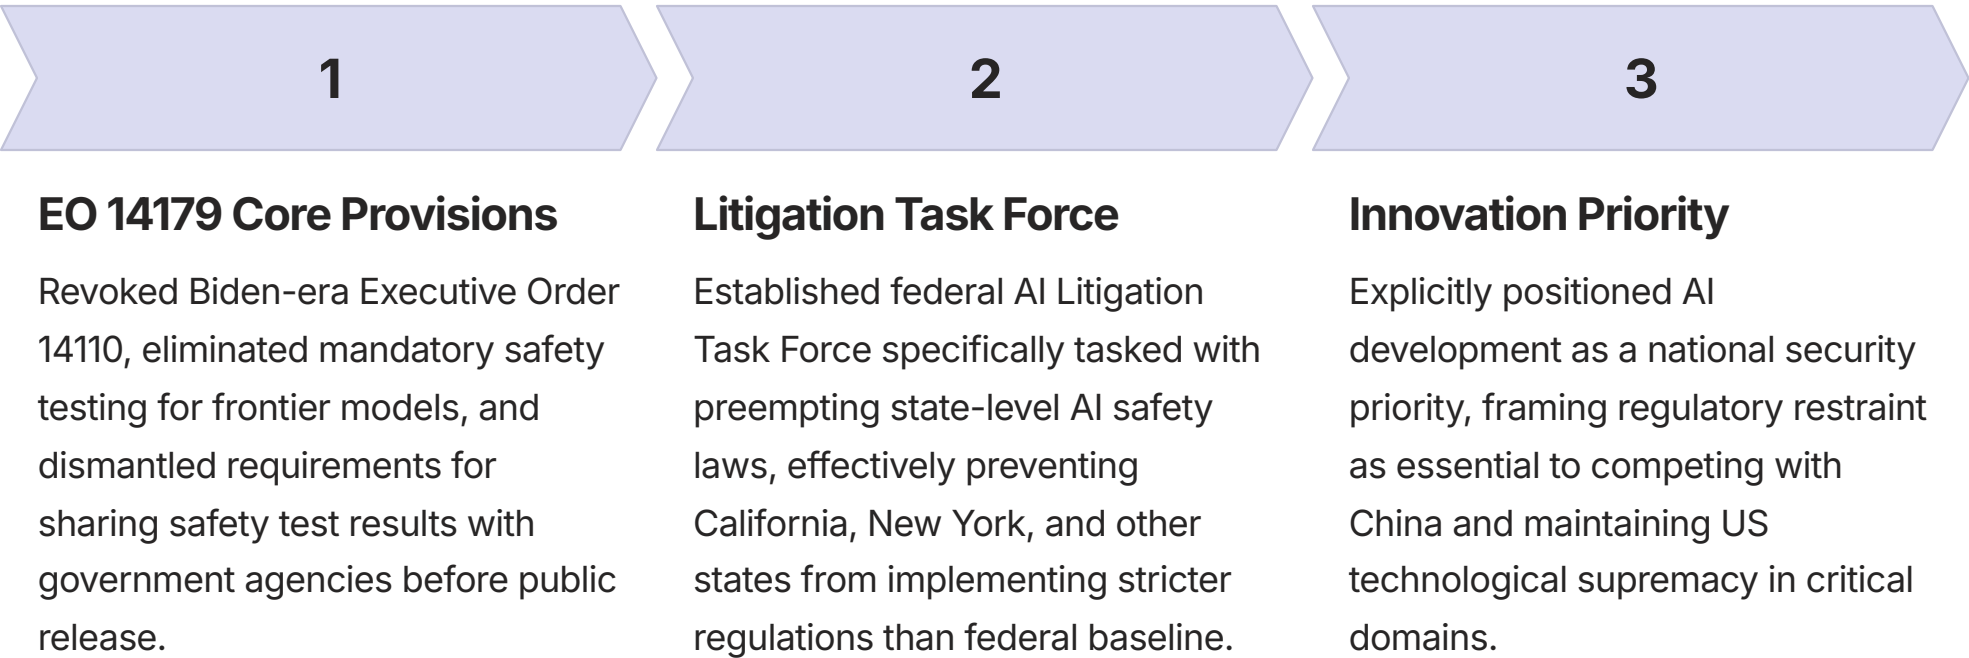 1
EO 14179 Core Provisions
Revoked Biden-era Executive Order
14110, eliminated mandatory safety
testing for frontier models, and
dismantled requirements for
sharing safety test results with
government agencies before public
release.
2
Litigation Task Force
Established federal AI Litigation
Task Force specifically tasked with
preempting state-level AI safety
laws, effectively preventing
California, New York, and other
states from implementing stricter
regulations than federal baseline.
3
Innovation Priority
Explicitly positioned AI
development as a national security
priority, framing regulatory restraint
as essential to competing with
China and maintaining US
technological supremacy in critical
domains.